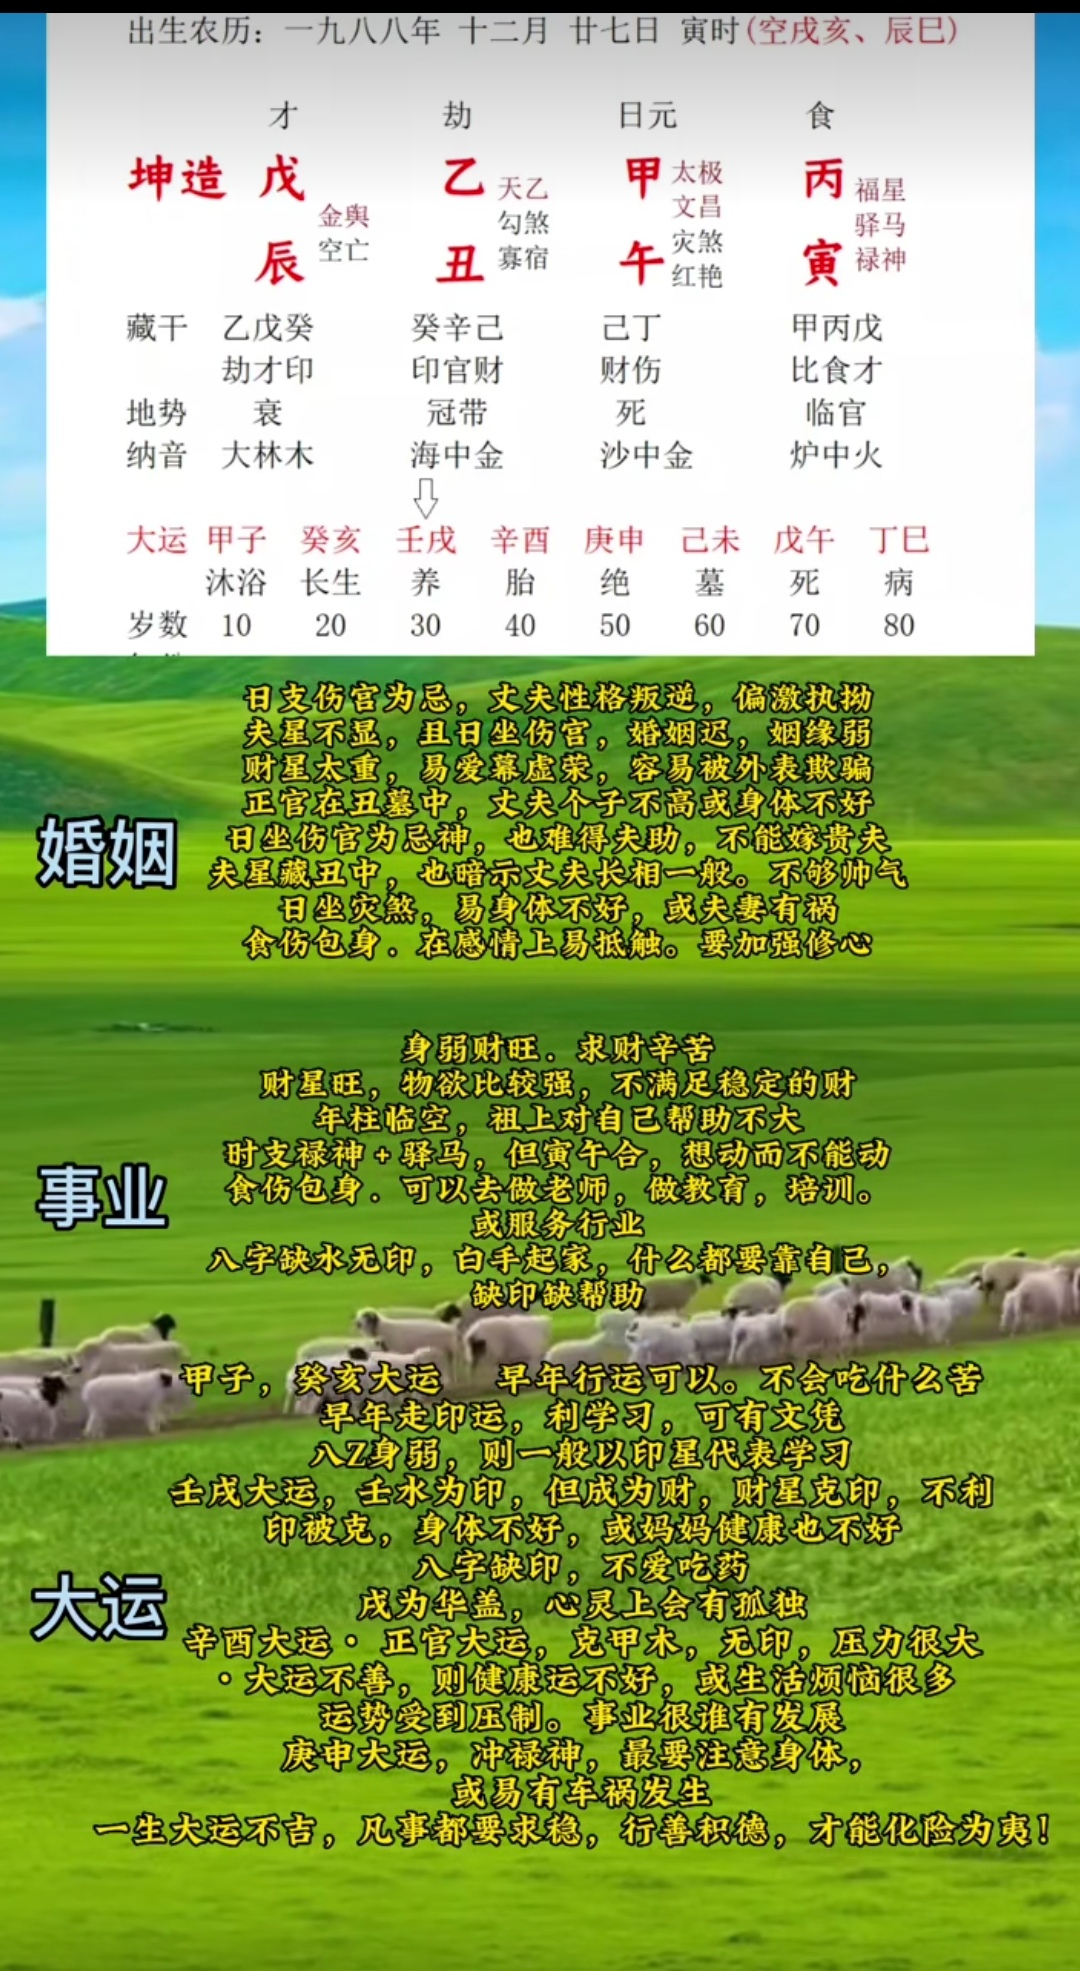 出生农历：一九八八年 十二月 廿七日 寅时(空戌亥、辰巳)
才 劫 日元 食
坤造 戊 乙 甲 丙
金舆 空亡
天乙 勾煞 寡宿
太极 文昌 灾煞 红艳
福星 驿马 禄神
辰 丑 午 寅
藏干 乙戊癸 癸辛己 己丁 甲丙戊
劫才印 印官财 财伤 比食才
地势 衰 冠带 死 临官
纳音 大林木 海中金 沙中金 炉中火
大运 甲子 癸亥 壬戌 辛酉 庚申 己未 戊午 丁巳
沐浴 长生 养 胎 绝 墓 死 病
岁数 10 20 30 40 50 60 70 80
婚姻
日支伤官为忌，丈夫性格叛逆，偏激执拗
夫星不显，丑日坐伤官，婚姻迟，姻缘弱
财星太重，易爱幕虚荣，容易被外表欺骗
正官在丑墓中，丈夫个子不高或身体不好
日坐伤官为忌神，也难得夫助，不能嫁贵夫
夫星藏丑中，也暗示丈夫长相一般。不够帅气
日坐灾煞，易身体不好，或夫妻有祸
食伤包身．在感情上易抵触。要加强修心
事业
身弱财旺．求财辛苦
财星旺，物欲比较强，不满足稳定的财
年柱临空，祖上对自己帮助不大
时支禄神+驿马，但寅午合，想动而不能动
食伤包身．可以去做老师，做教育，培训。
或服务行业
八字缺水无印，白手起家，什么都要靠自己，
缺印缺帮助
大运
甲子，癸亥大运 早年行运可以。不会吃什么苦
早年走印运，利学习，可有文凭
八Z身弱，则一般以印星代表学习
壬戌大运，壬水为印，但成为财，财星克印，不利
印被克，身体不好，或妈妈健康也不好
八字缺印，不爱吃药
戌为华盖，心灵上会有孤独
辛酉大运· 正官大运，克甲木，无印，压力很大
·大运不善，则健康运不好，或生活烦恼很多
运势受到压制。事业很谁有发展
庚申大运，冲禄神，最要注意身体，
或易有车祸发生
一生大运不吉，凡事都要求稳，行善积德，才能化险为夷！